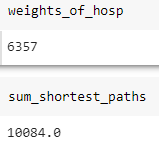 weights_of_hosp
6357
sum_shortest_paths
10084.0